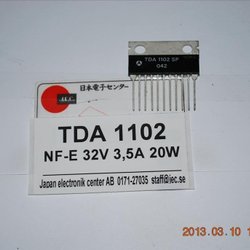 日本電子センター
J.E.C.
TDA 1102 SP
042
TDA 1102
NF-E 32V 3,5A 20W
Japan electronik center AB 0171-27035 staff@jec.se
2013.03.10